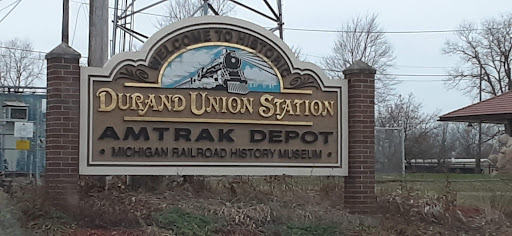 WELCOME TO HISTORIC
DURAND UNION STATION
AMTRAK DEPOT
• MICHIGAN RAILROAD HISTORY MUSEUM •